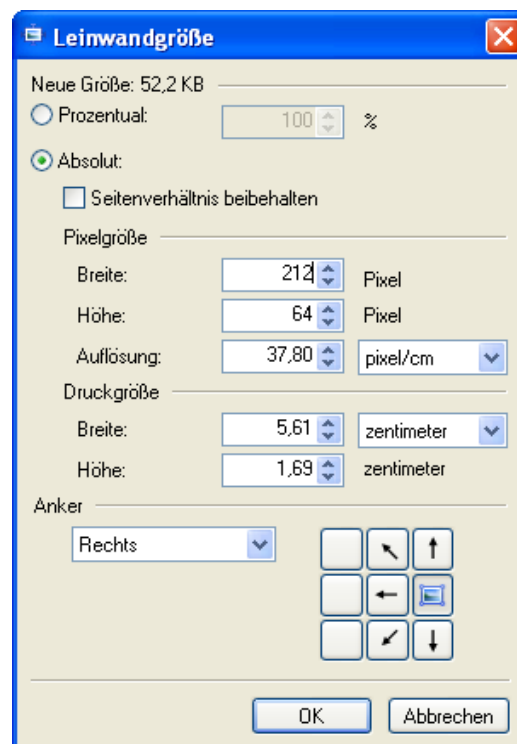 Leinwandgröße
Neue Größe: 52,2 KB
Prozentual: 100 %
Absolut:
Seitenverhältnis beibehalten
Pixelgröße
Breite: 212 Pixel
Höhe: 64 Pixel
Auflösung: 37,80 pixel/cm
Druckgröße
Breite: 5,61 zentimeter
Höhe: 1,69 zentimeter
Anker
Rechts
OK Abbrechen